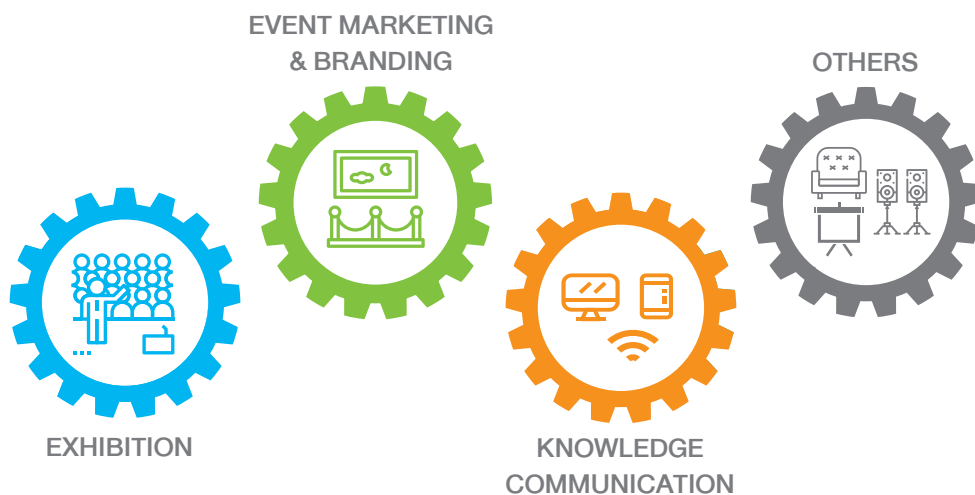 EVENT MARKETING
& BRANDING
OTHERS
EXHIBITION
KNOWLEDGE
COMMUNICATION